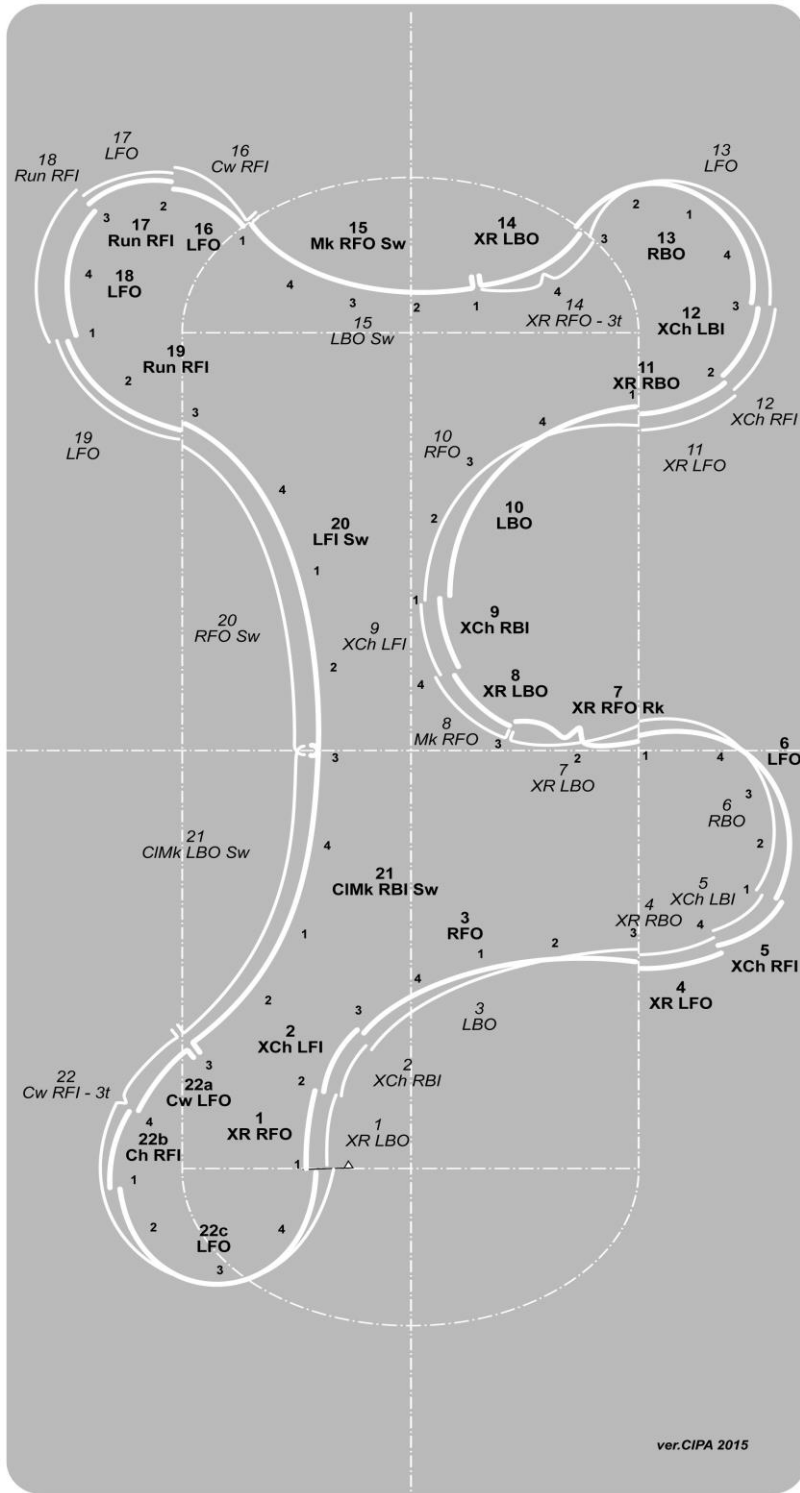 17
LFO
18
Run RFI
16
Cw RFI
13
LFO
3
2
17
Run RFI
16
LFO
1
15
Mk RFO Sw
14
XR LBO
2
1
13
RBO
3
4
4
18
LFO
4
3
2
1
4
3
15
LBO Sw
14
XR RFO - 3t
12
XCh LBI
1
2
19
Run RFI
11
XR RBO
1
2
12
XCh RFI
3
4
19
LFO
10
RFO
3
11
XR LFO
4
2
10
LBO
20
LFI Sw
1
1
20
RFO Sw
9
XCh LFI
9
XCh RBI
2
4
8
XR LBO
7
XR RFO Rk
8
Mk RFO
3
3
2
1
4
6
LFO
7
XR LBO
3
6
RBO
21
ClMk LBO Sw
4
2
21
ClMk RBI Sw
5
XCh LBI
1
4
XR RBO
3
RFO
1
2
3
4
1
5
XCh RFI
4
4
XR LFO
2
3
2
XCh LFI
3
LBO
22
Cw RFI - 3t
3
22a
Cw LFO
2
2
XCh RBI
4
22b
Ch RFI
1
XR RFO
1
XR LBO
1
1
2
22c
LFO
4
3
ver.CIPA 2015